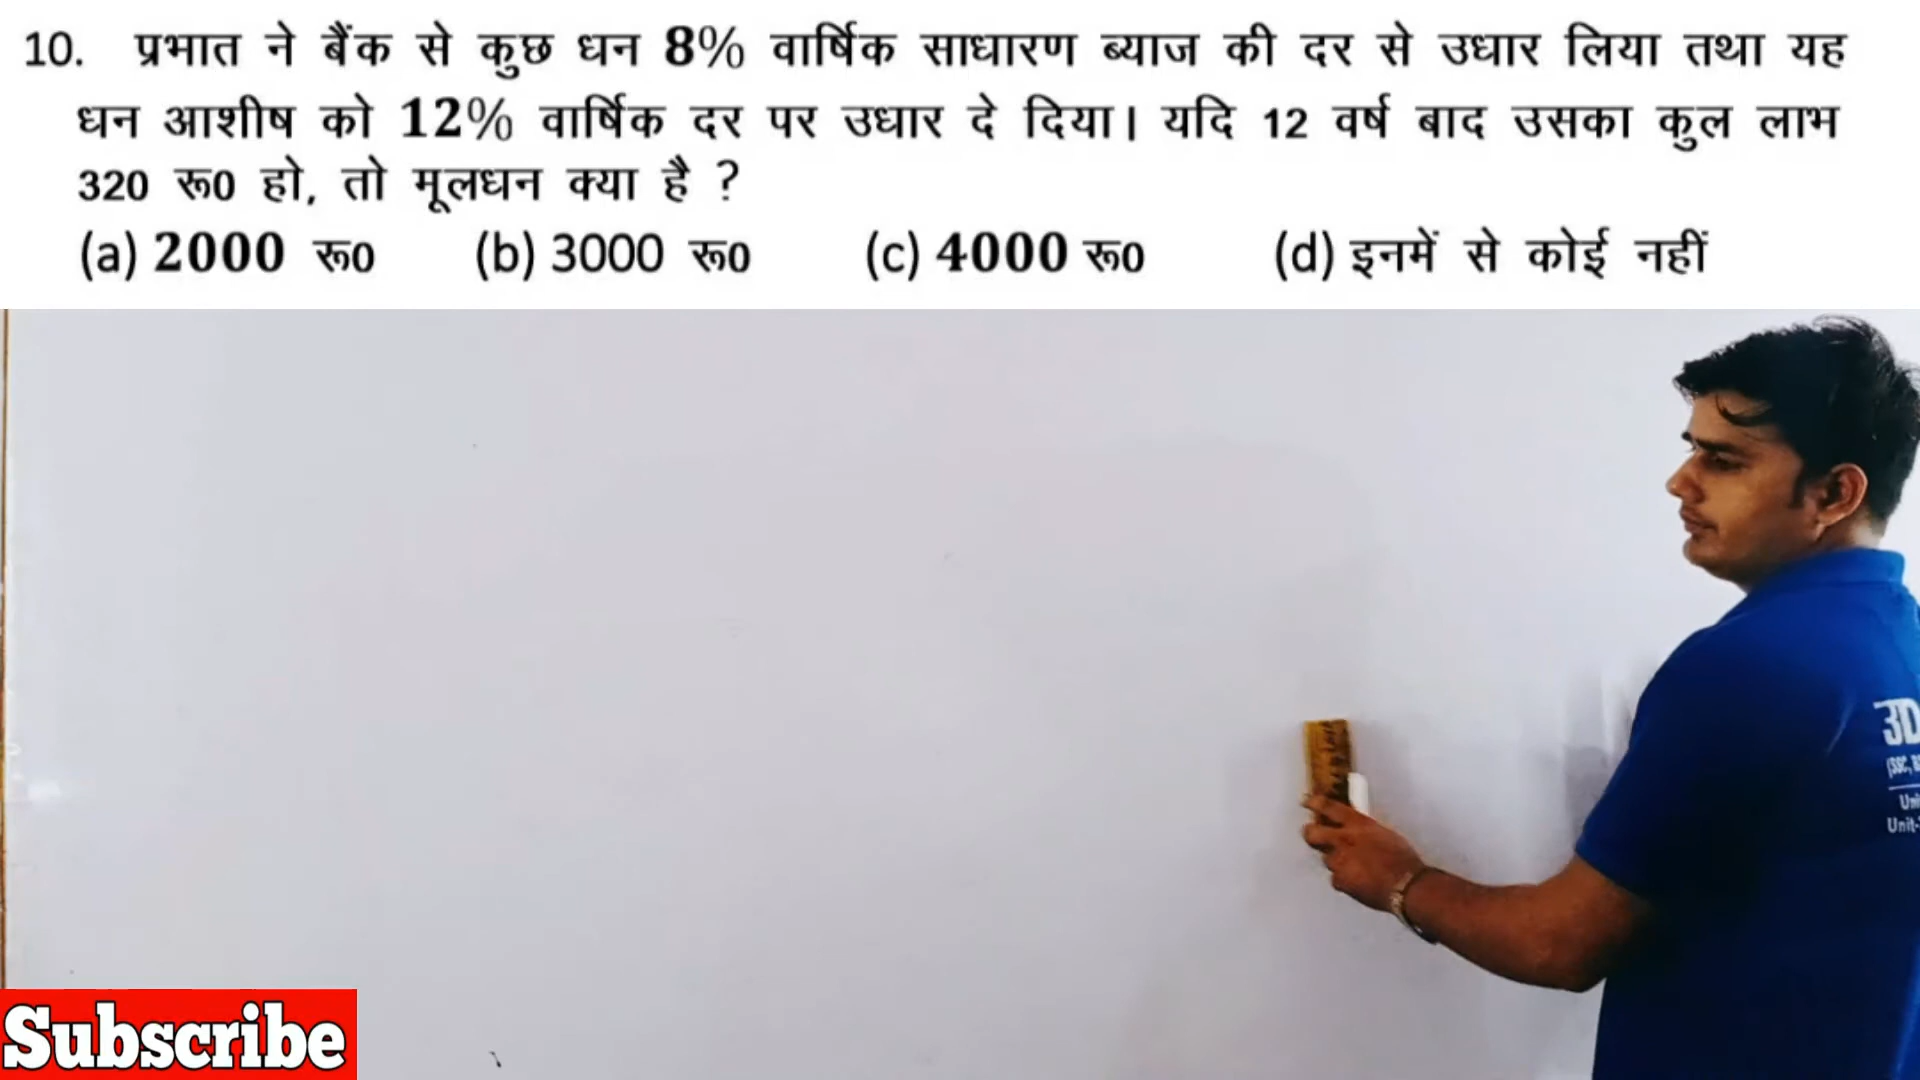 10. प्रभात ने बैंक से कुछ धन 8% वार्षिक साधारण ब्याज की दर से उधार लिया तथा यह
धन आशीष को 12% वार्षिक दर पर उधार दे दिया। यदि 12 वर्ष बाद उसका कुल लाभ
320 रू0 हो, तो मूलधन क्या है ?
(a) 2000 रू0 (b) 3000 रू0 (c) 4000 रू0 (d) इनमें से कोई नहीं
Subscribe